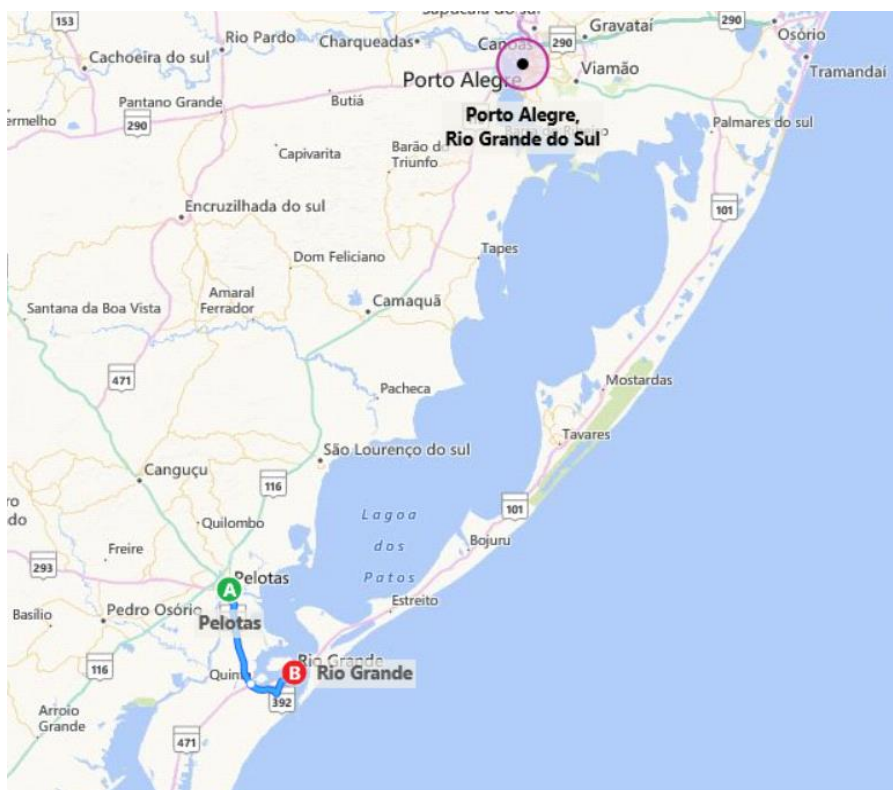 Sapucaia do sul
153
Rio Pardo
Charqueadas
Canoas
290
Gravataí
290
Osório
Cachoeira do sul
Porto Alegre
Viamão
Tramandaí
Pantano Grande
Butiá
Porto Alegre,
Rio Grande do Sul
Palmares do sul
290
Capivarita
Barão do
Triunfo
Encruzilhada do sul
101
Dom Feliciano
Tapes
Santana da Boa Vista
Amaral
Ferrador
Camaquã
471
Pacheca
Mostardas
Tavares
Canguçu
São Lourenço do sul
116
101
Quilombo
Lagoa
dos
Patos
Bojuru
Freire
293
A
Pelotas
Pelotas
Estreito
Basílio
Pedro Osório
116
Rio Grande
B
Rio Grande
392
Arroio
Grande
471